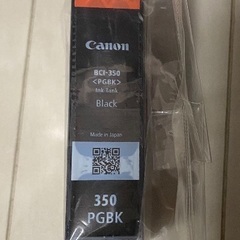 Canon
BCI-350
<PGBK>
Ink Tank
Black
Made in Japan
350
PGBK